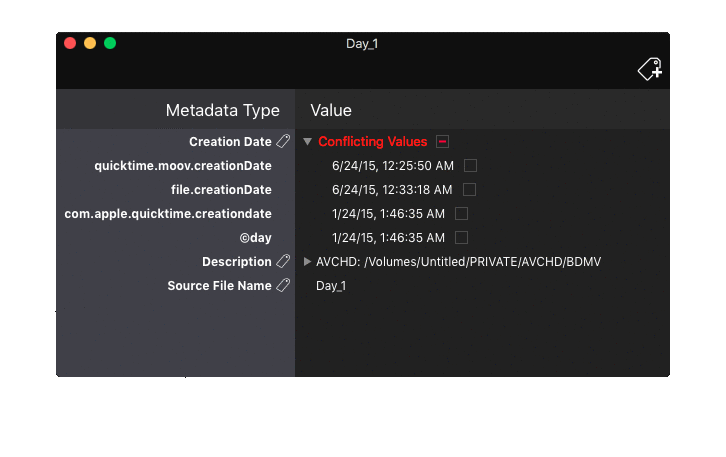 Day_1
Metadata Type Value
Creation Date Conflicting Values
quicktime.moov.creationDate 6/24/15, 12:25:50 AM
file.creationDate 6/24/15, 12:33:18 AM
com.apple.quicktime.creationdate 1/24/15, 1:46:35 AM
©day 1/24/15, 1:46:35 AM
Description AVCHD: /Volumes/Untitled/PRIVATE/AVCHD/BDMV
Source File Name Day_1